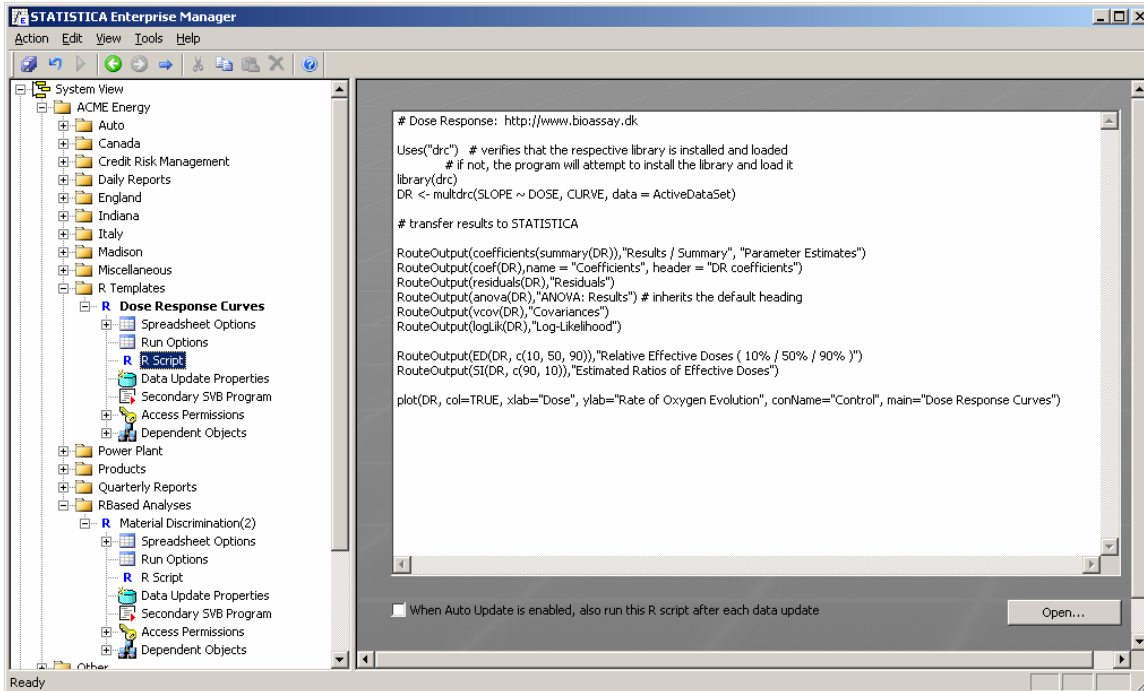 STATISTICA Enterprise Manager
Action Edit View Tools Help
System View
ACME Energy
Auto
Canada
Credit Risk Management
Daily Reports
England
Indiana
Italy
Madison
Miscellaneous
R Templates
R Dose Response Curves
Spreadsheet Options
Run Options
R R Script
Data Update Properties
Secondary SVB Program
Access Permissions
Dependent Objects
Power Plant
Products
Quarterly Reports
RBased Analyses
R Material Discrimination(2)
Spreadsheet Options
Run Options
R R Script
Data Update Properties
Secondary SVB Program
Access Permissions
Dependent Objects
Other
# Dose Response: http://www.bioassay.dk
Uses("drc") # verifies that the respective library is installed and loaded
# if not, the program will attempt to install the library and load it
library(drc)
DR <- multdrc(SLOPE ~ DOSE, CURVE, data = ActiveDataSet)
# transfer results to STATISTICA
RouteOutput(coefficients(summary(DR)),"Results / Summary", "Parameter Estimates")
RouteOutput(coef(DR),name = "Coefficients", header = "DR coefficients")
RouteOutput(residuals(DR),"Residuals")
RouteOutput(anova(DR),"ANOVA: Results") # inherits the default heading
RouteOutput(vcov(DR),"Covariances")
RouteOutput(logLik(DR),"Log-Likelihood")
RouteOutput(ED(DR, c(10, 50, 90)),"Relative Effective Doses ( 10% / 50% / 90% )")
RouteOutput(SI(DR, c(90, 10)),"Estimated Ratios of Effective Doses")
plot(DR, col=TRUE, xlab="Dose", ylab="Rate of Oxygen Evolution", conName="Control", main="Dose Response Curves")
When Auto Update is enabled, also run this R script after each data update
Open...
Ready